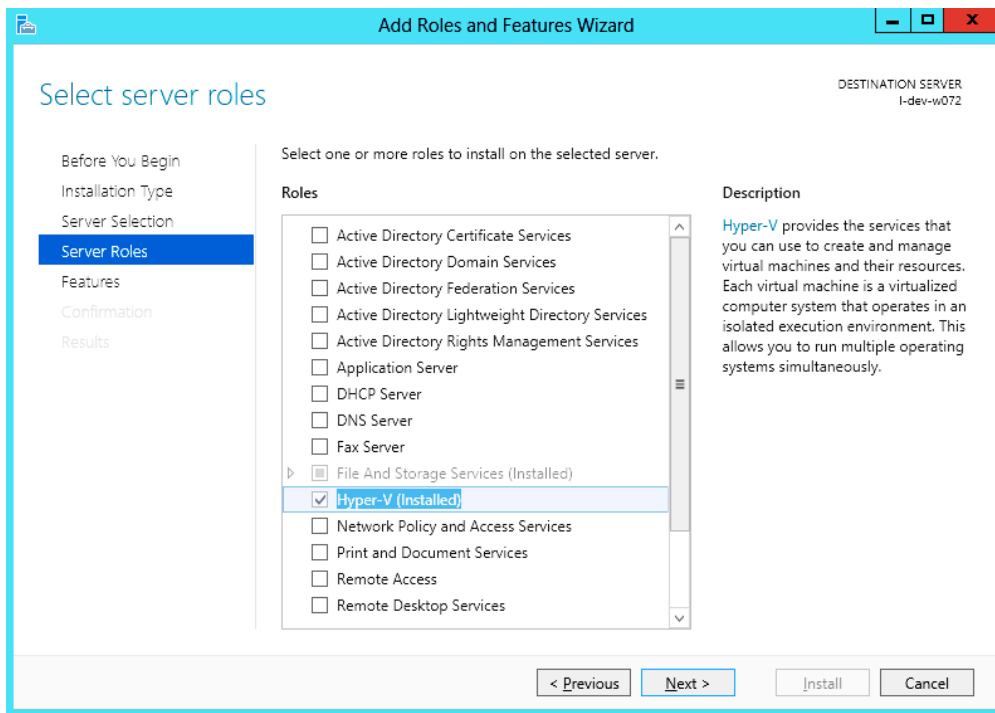 Add Roles and Features Wizard
Select server roles
DESTINATION SERVER
l-dev-w072
Before You Begin
Installation Type
Server Selection
Server Roles
Features
Confirmation
Results
Select one or more roles to install on the selected server.
Roles
Active Directory Certificate Services
Active Directory Domain Services
Active Directory Federation Services
Active Directory Lightweight Directory Services
Active Directory Rights Management Services
Application Server
DHCP Server
DNS Server
Fax Server
File And Storage Services (Installed)
Hyper-V (Installed)
Network Policy and Access Services
Print and Document Services
Remote Access
Remote Desktop Services
Description
Hyper-V provides the services that
you can use to create and manage
virtual machines and their resources.
Each virtual machine is a virtualized
computer system that operates in an
isolated execution environment. This
allows you to run multiple operating
systems simultaneously.
< Previous
Next >
Install
Cancel